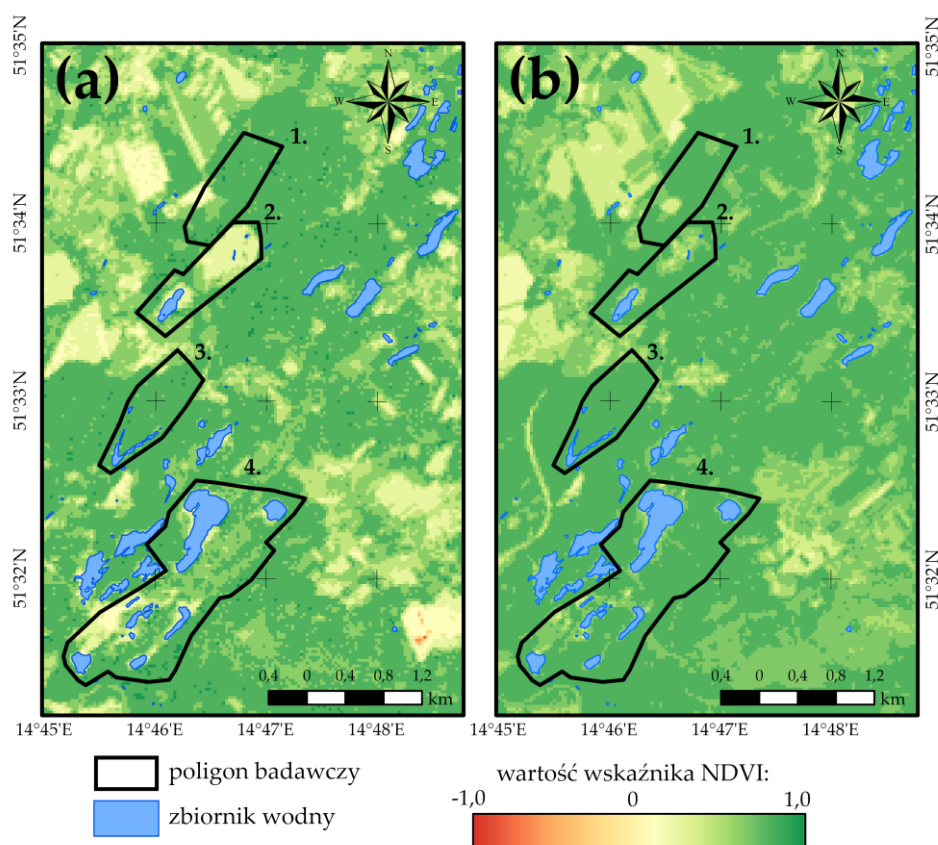 (a)
(b)
N
W
E
S
N
W
E
S
1.
2.
3.
4.
1.
2.
3.
4.
51°35'N
51°34'N
51°33'N
51°32'N
51°35'N
51°34'N
51°33'N
51°32'N
0,4 0 0,4 0,8 1,2
km
0,4 0 0,4 0,8 1,2
km
14°45'E 14°46'E 14°47'E 14°48'E
14°45'E 14°46'E 14°47'E 14°48'E
poligon badawczy
zbiornik wodny
wartość wskaźnika NDVI:
-1,0 0 1,0